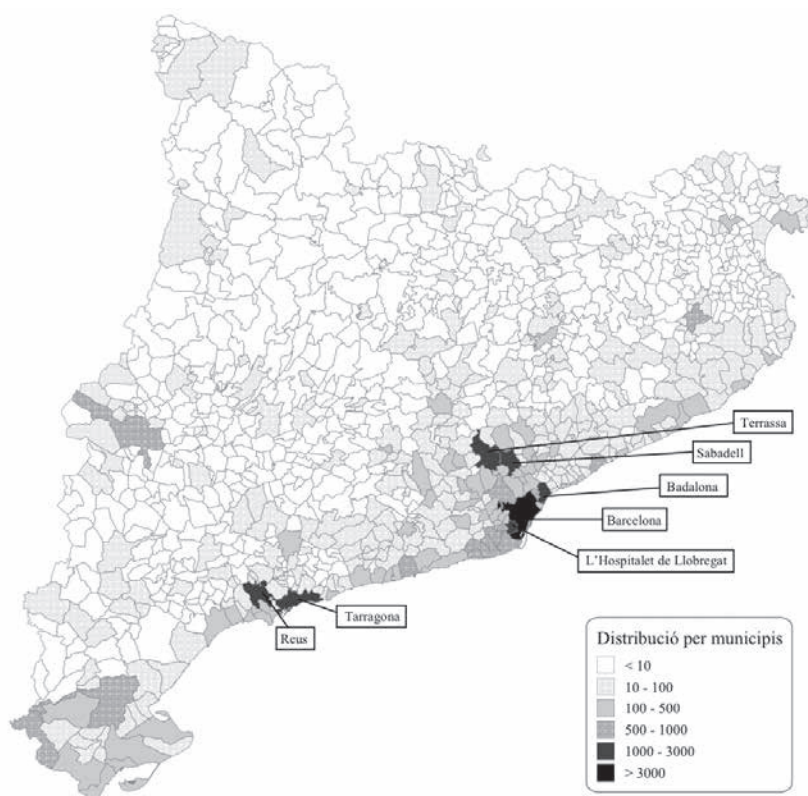 Terrassa
Sabadell
Badalona
Barcelona
L'Hospitalet de Llobregat
Tarragona
Reus
Distribució per municipis
< 10
10 - 100
100 - 500
500 - 1000
1000 - 3000
> 3000